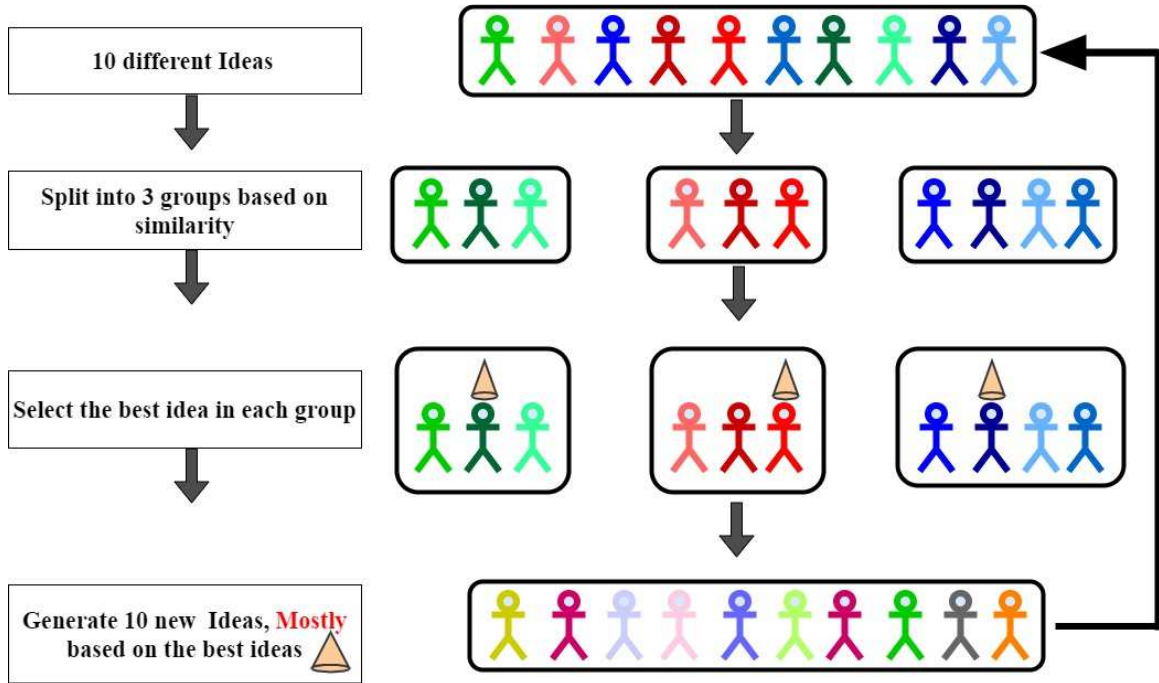 10 different Ideas
Split into 3 groups based on
similarity
Select the best idea in each group
Generate 10 new Ideas, Mostly
based on the best ideas